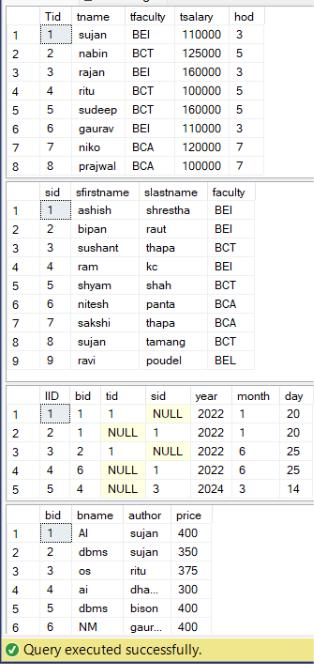 Tid tname tfaculty tsalary hod
1 1 sujan BEI 110000 3
2 2 nabin BCT 125000 5
3 3 rajan BEI 160000 3
4 4 ritu BCT 100000 5
5 5 sudeep BCT 160000 5
6 6 gaurav BEI 110000 3
7 7 niko BCA 120000 7
8 8 prajwal BCA 100000 7
sid sfirstname slastname faculty
1 1 ashish shrestha BEI
2 2 bipan raut BEI
3 3 sushant thapa BCT
4 4 ram kc BEI
5 5 shyam shah BCT
6 6 nitesh panta BCA
7 7 sakshi thapa BCA
8 8 sujan tamang BCT
9 9 ravi poudel BEL
IID bid tid sid year month day
1 1 1 1 NULL 2022 1 20
2 2 1 NULL 1 2022 1 20
3 3 2 1 NULL 2022 6 25
4 4 6 NULL 1 2022 6 25
5 5 4 NULL 3 2024 3 14
bid bname author price
1 1 AI sujan 400
2 2 dbms sujan 350
3 3 os ritu 375
4 4 ai dha... 300
5 5 dbms bison 400
6 6 NM gaur... 400
Query executed successfully.